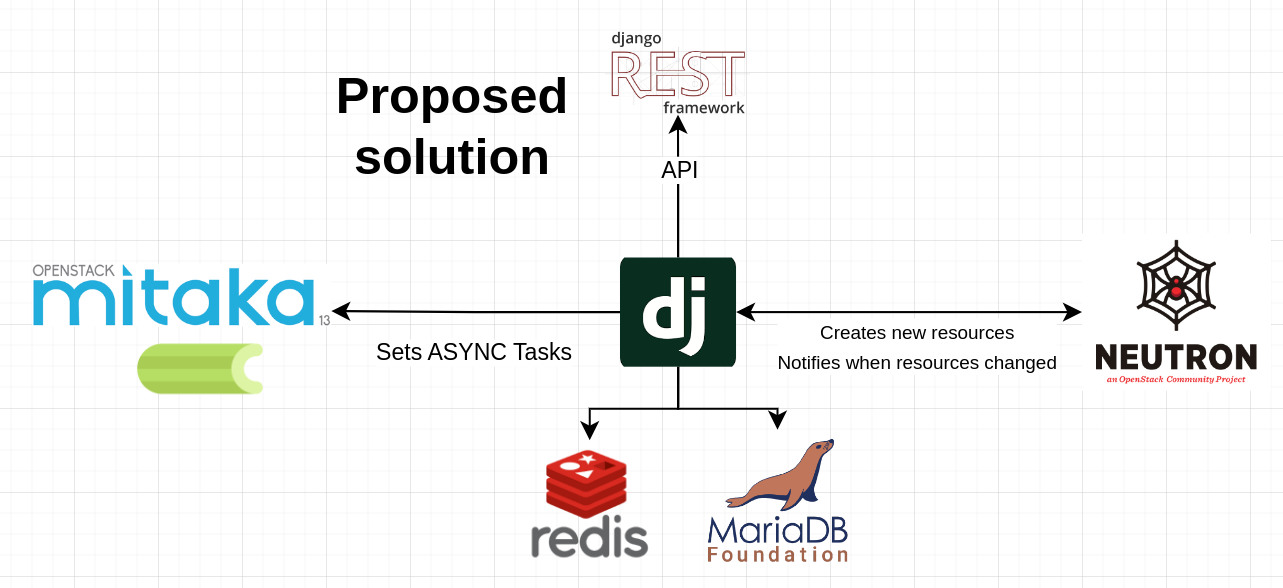 django
REST
framework
Proposed
solution
API
OPENSTACK
mitaka
13
dj
Sets ASYNC Tasks
Creates new resources
Notifies when resources changed
NEUTRON
an OpenStack Community Project
redis
MariaDB
Foundation